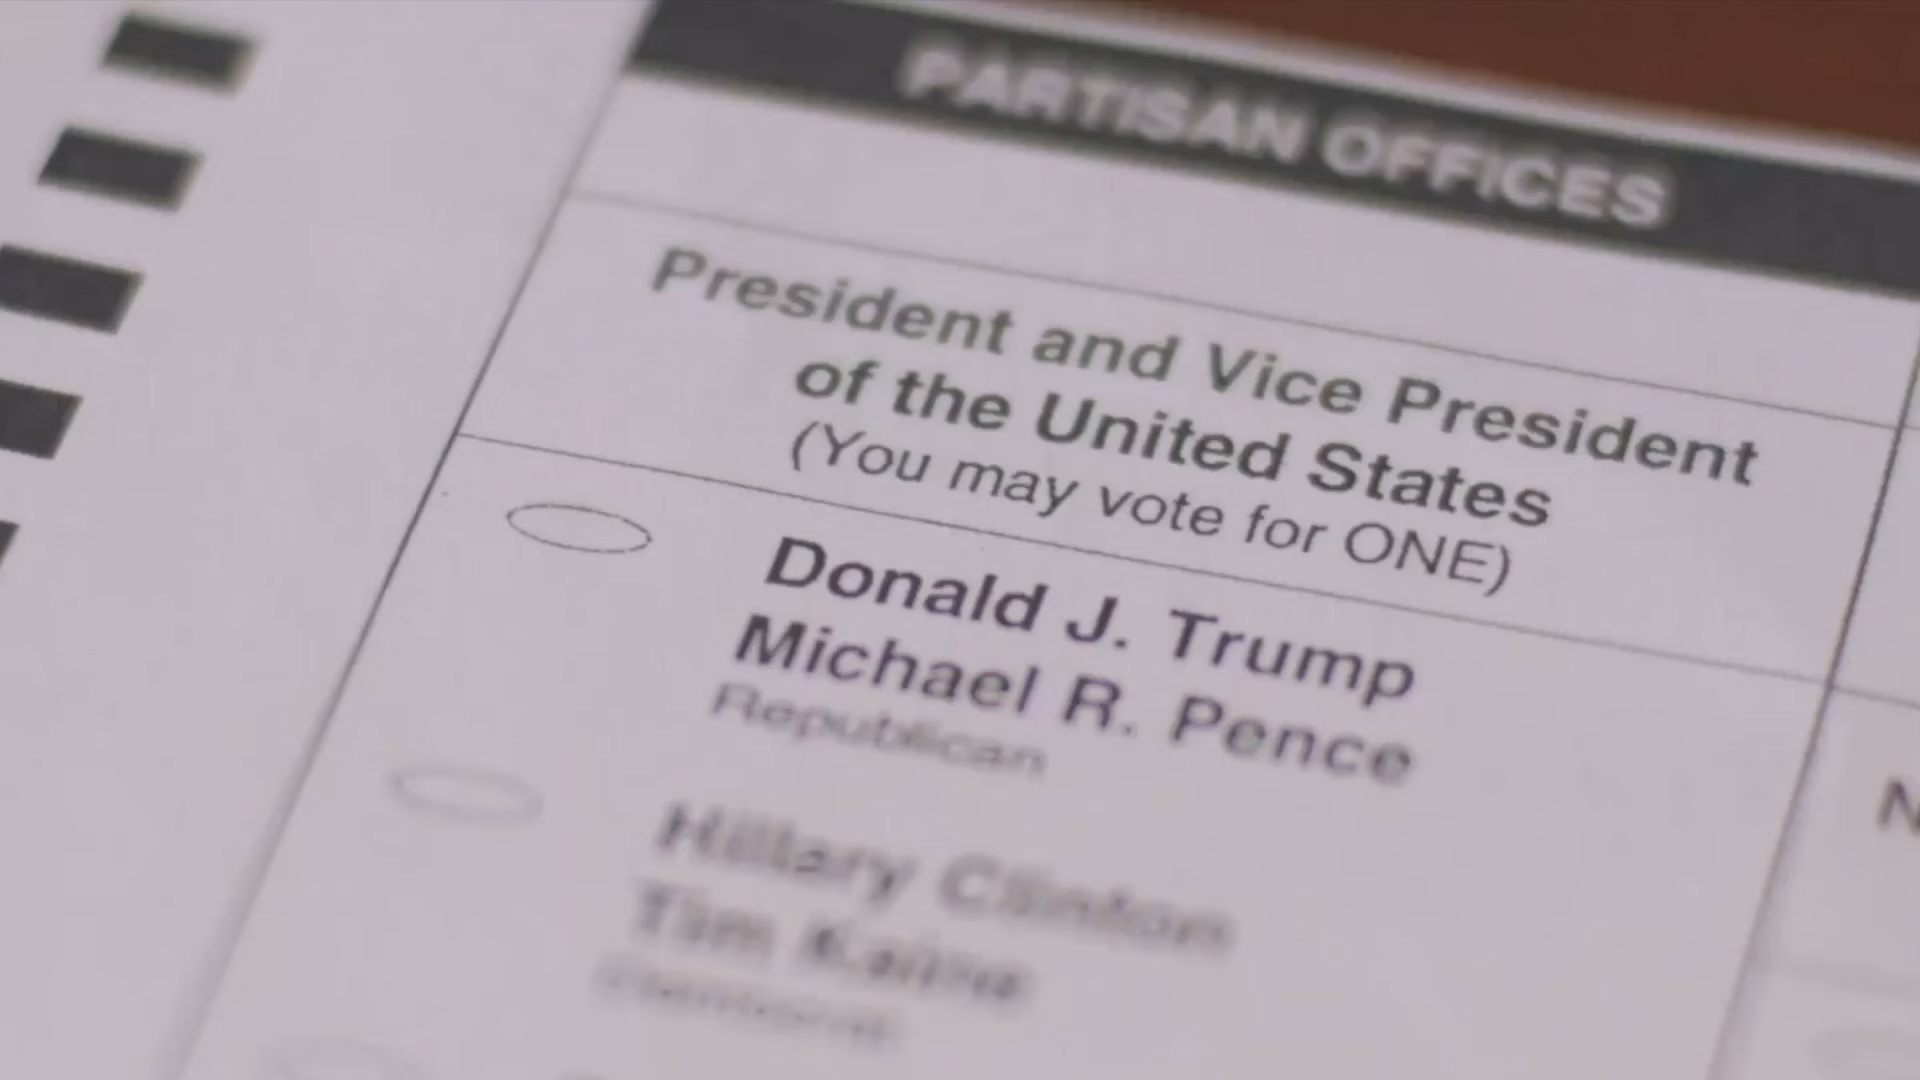 PARTISAN OFFICES
President and Vice President
of the United States
(You may vote for ONE)
Donald J. Trump
Michael R. Pence
Republican
Hillary Clinton
Tim Kaine
N